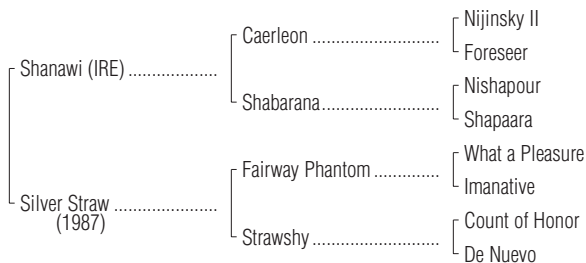 Nijinsky II
Caerleon ..............................
Foreseer
Shanawi (IRE) ....................
Nishapour
Shabarana ...........................
Shapaara
What a Pleasure
Fairway Phantom ...............
Imanative
Silver Straw .......................
(1987)
Count of Honor
Strawshy .............................
De Nuevo